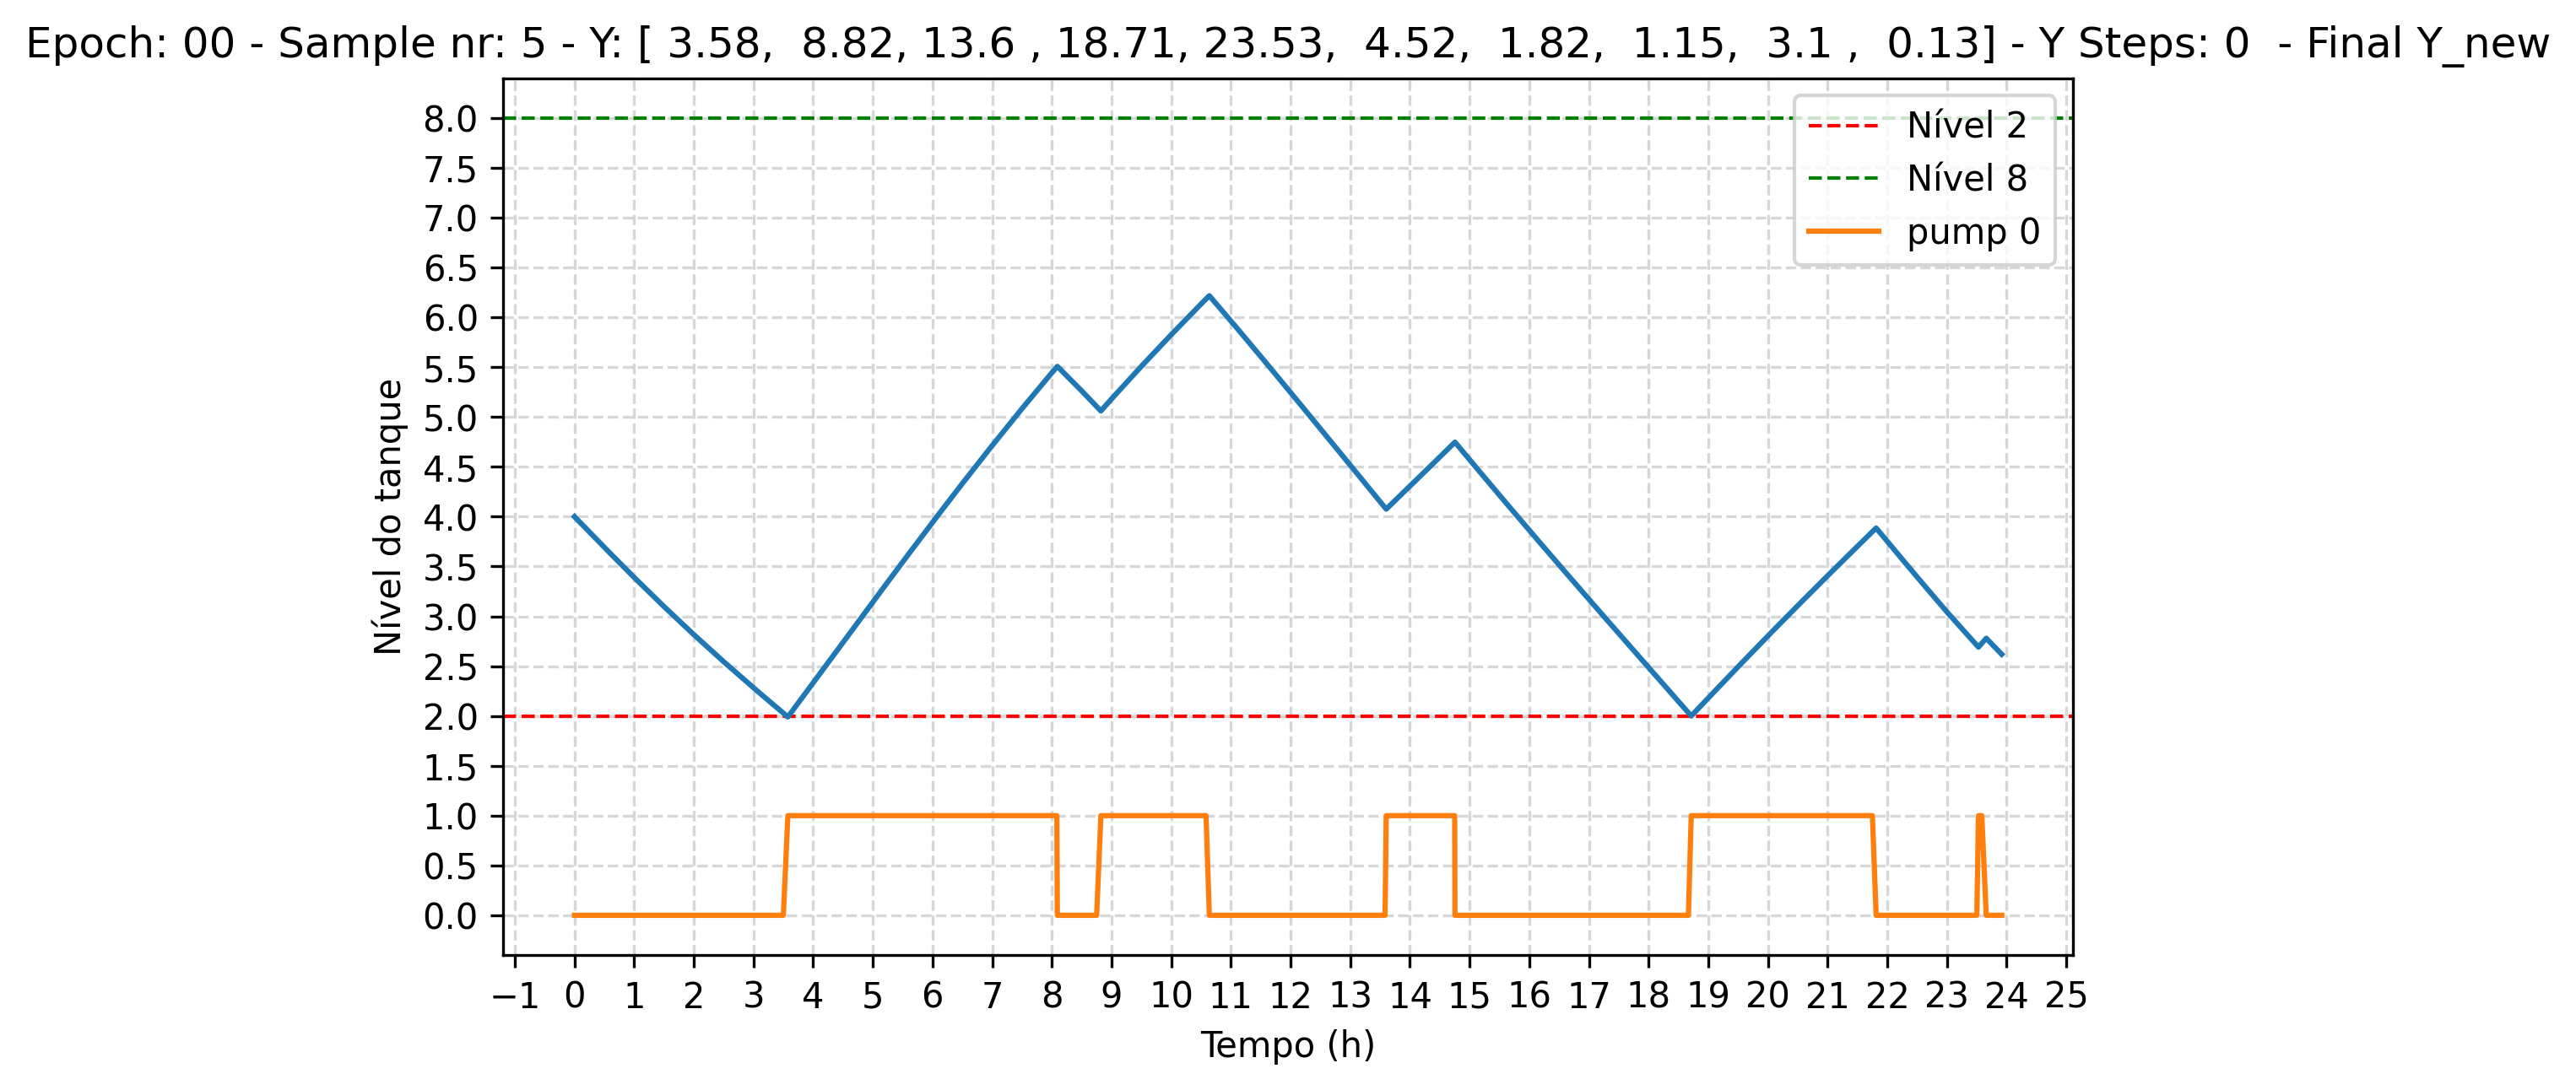 Epoch: 00 - Sample nr: 5 - Y: [ 3.58,  8.82, 13.6 , 18.71, 23.53,  4.52,  1.82,  1.15,  3.1 ,  0.13] - Y Steps: 0  - Final Y_new
Nível do tanque
8.0
7.5
7.0
6.5
6.0
5.5
5.0
4.5
4.0
3.5
3.0
2.5
2.0
1.5
1.0
0.5
0.0
Nível 2
Nível 8
pump 0
−1 0 1 2 3 4 5 6 7 8 9 10 11 12 13 14 15 16 17 18 19 20 21 22 23 24 25
Tempo (h)